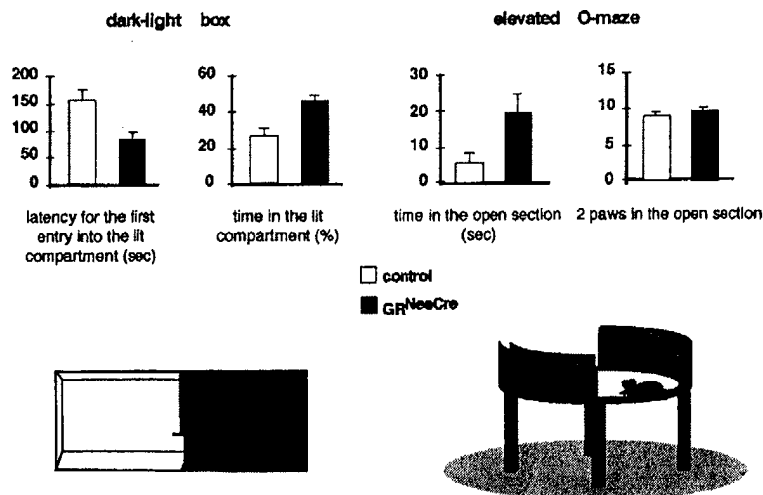 dark-light box
elevated O-maze
200
150
100
50
0
60
40
20
0
30
20
10
0
15
10
5
0
latency for the first
entry into the lit
compartment (sec)
time in the lit
compartment (%)
time in the open section
(sec)
2 paws in the open section
control
GRNesCre